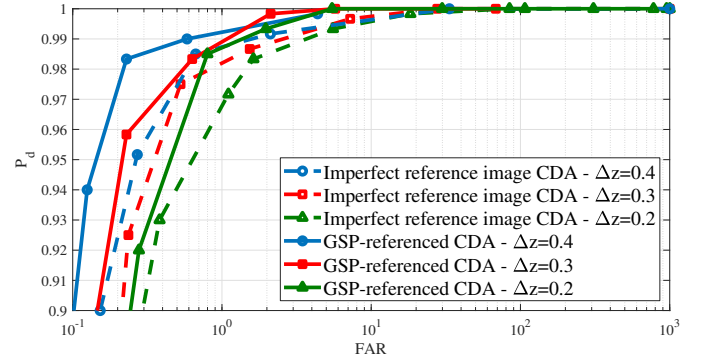 1
0.99
0.98
0.97
0.96
0.95
0.94
0.93
0.92
0.91
0.9
P_d
Imperfect reference image CDA - Δz=0.4
Imperfect reference image CDA - Δz=0.3
Imperfect reference image CDA - Δz=0.2
GSP-referenced CDA - Δz=0.4
GSP-referenced CDA - Δz=0.3
GSP-referenced CDA - Δz=0.2
10^-1 10^0 10^1 10^2 10^3
FAR